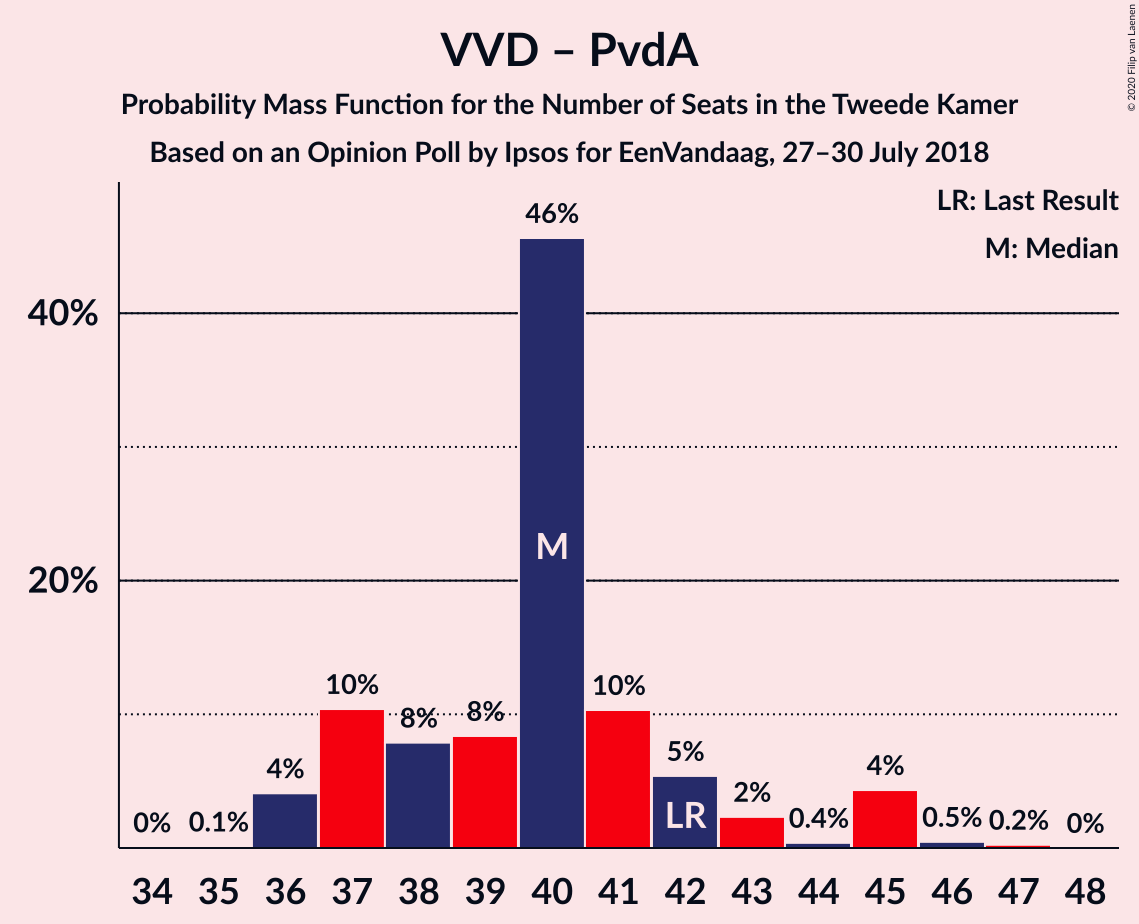 VVD – PvdA
Probability Mass Function for the Number of Seats in the Tweede Kamer
Based on an Opinion Poll by Ipsos for EenVandaag, 27–30 July 2018
© 2020 Filip van Laenen
LR: Last Result
M: Median
40%
20%
0%
0.1%
4%
10%
8%
8%
46%
10%
5%
2%
0.4%
4%
0.5%
0.2%
0%
M
LR
34 35 36 37 38 39 40 41 42 43 44 45 46 47 48